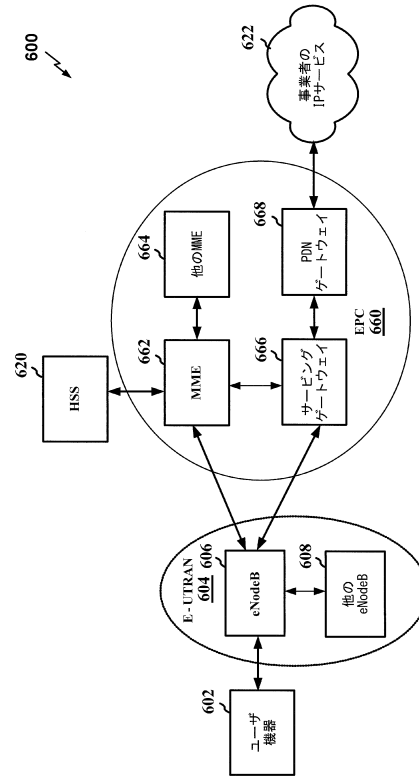 600
620
HSS
622
事業者の
IPサービス
662
MME
664
他のMME
666
サービング
ゲートウェイ
668
PDN
ゲートウェイ
EPC
660
E-UTRAN
604
606
eNodeB
608
他の
eNodeB
602
ユーザ
機器